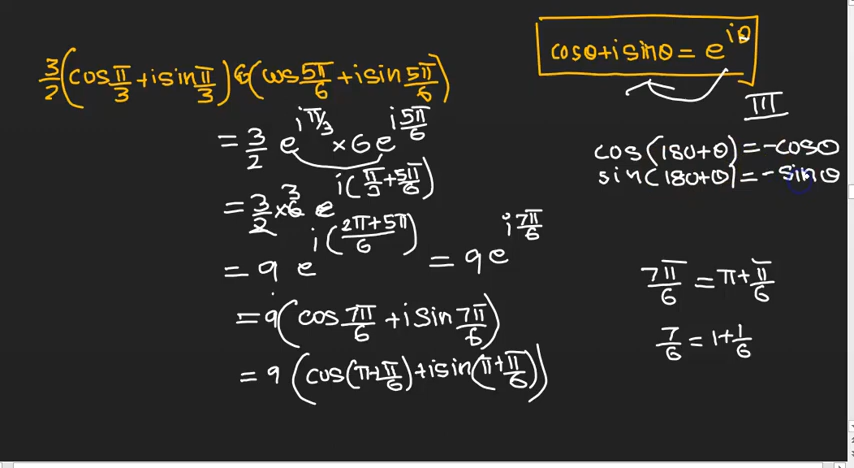 3/2 (cos π/3 + i sin π/3) 6 (cos 5π/6 + i sin 5π/6)
cosθ + i sinθ = e^{iθ}
III
= 3/2 e^{iπ/3} × 6 e^{i5π/6}
cos(180+θ) = -cosθ
sin(180+θ) = -sinθ
= 3/2 × 6 3 e^{i(π/3 + 5π/6)}
= 9 e^{i(2π+5π/6)} = 9 e^{i7π/6}
7π/6 = π + π/6
= 9 (cos 7π/6 + i sin 7π/6)
7/6 = 1 + 1/6
= 9 (cos(π+π/6) + i sin(π+π/6))